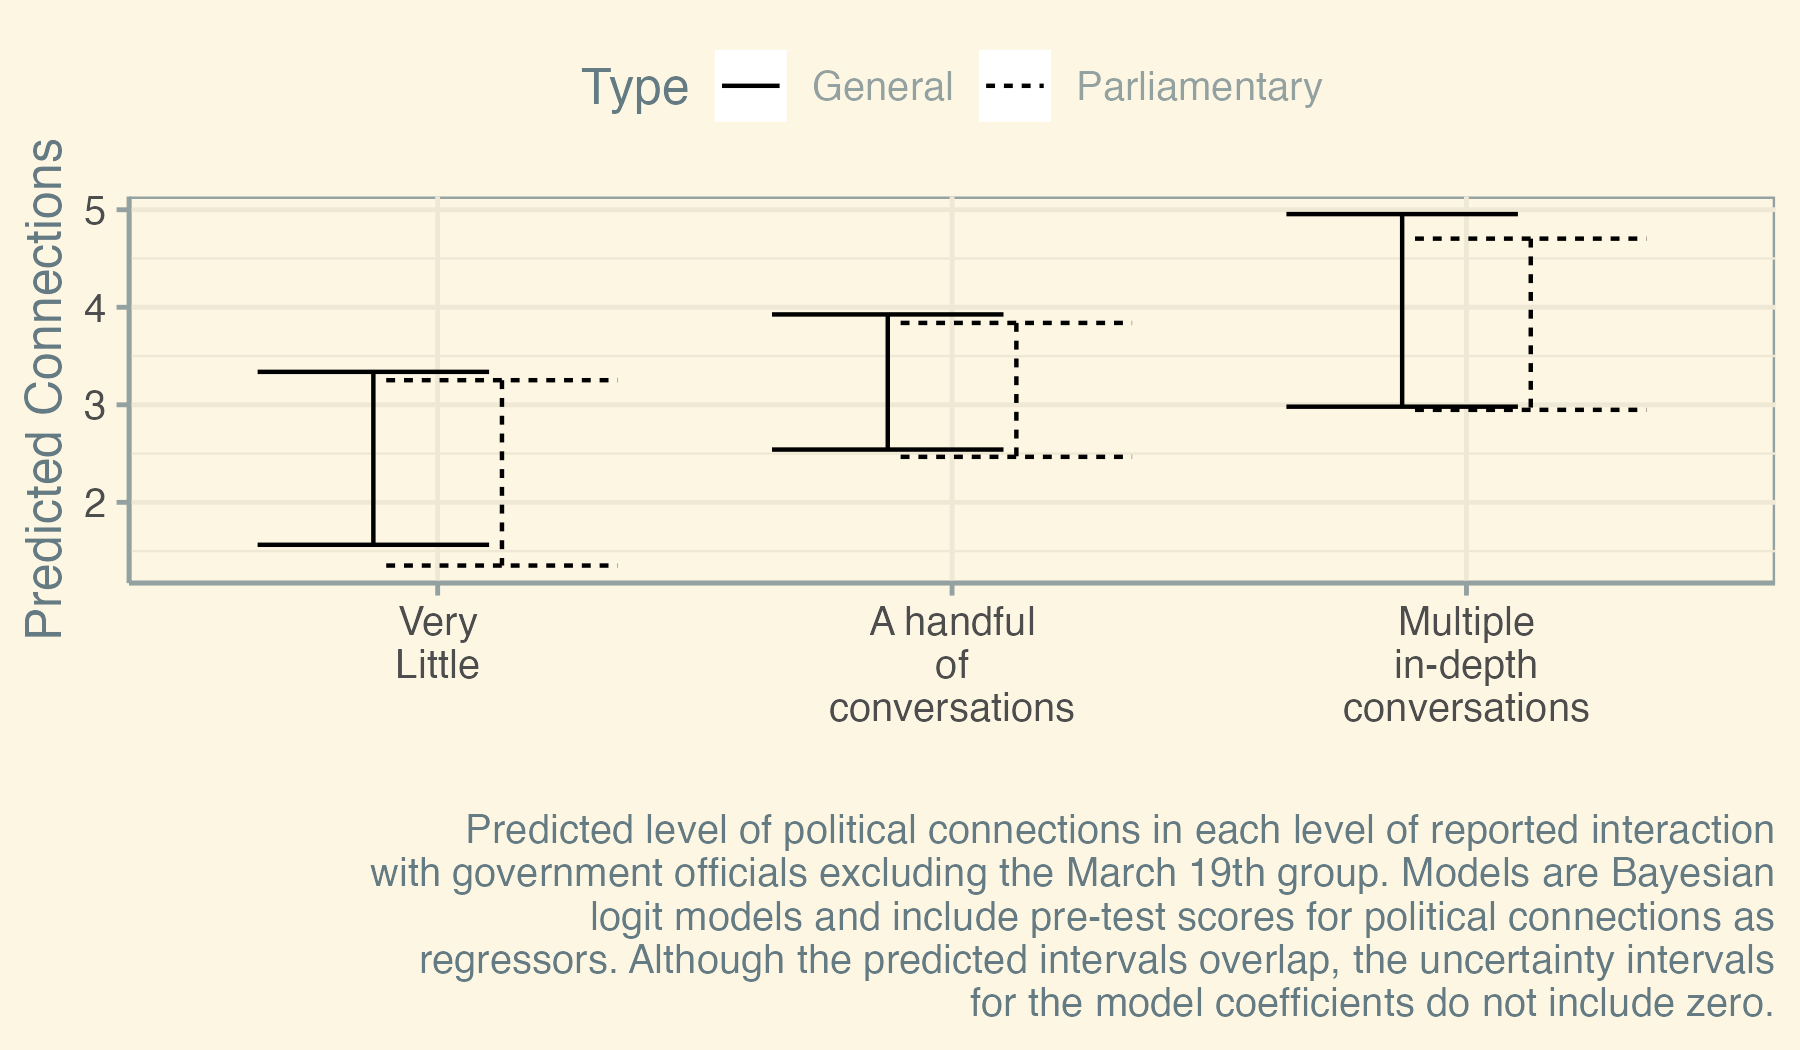 Type General Parliamentary
Predicted Connections
5
4
3
2
Very
Little
A handful
of
conversations
Multiple
in-depth
conversations
Predicted level of political connections in each level of reported interaction
with government officials excluding the March 19th group. Models are Bayesian
logit models and include pre-test scores for political connections as
regressors. Although the predicted intervals overlap, the uncertainty intervals
for the model coefficients do not include zero.